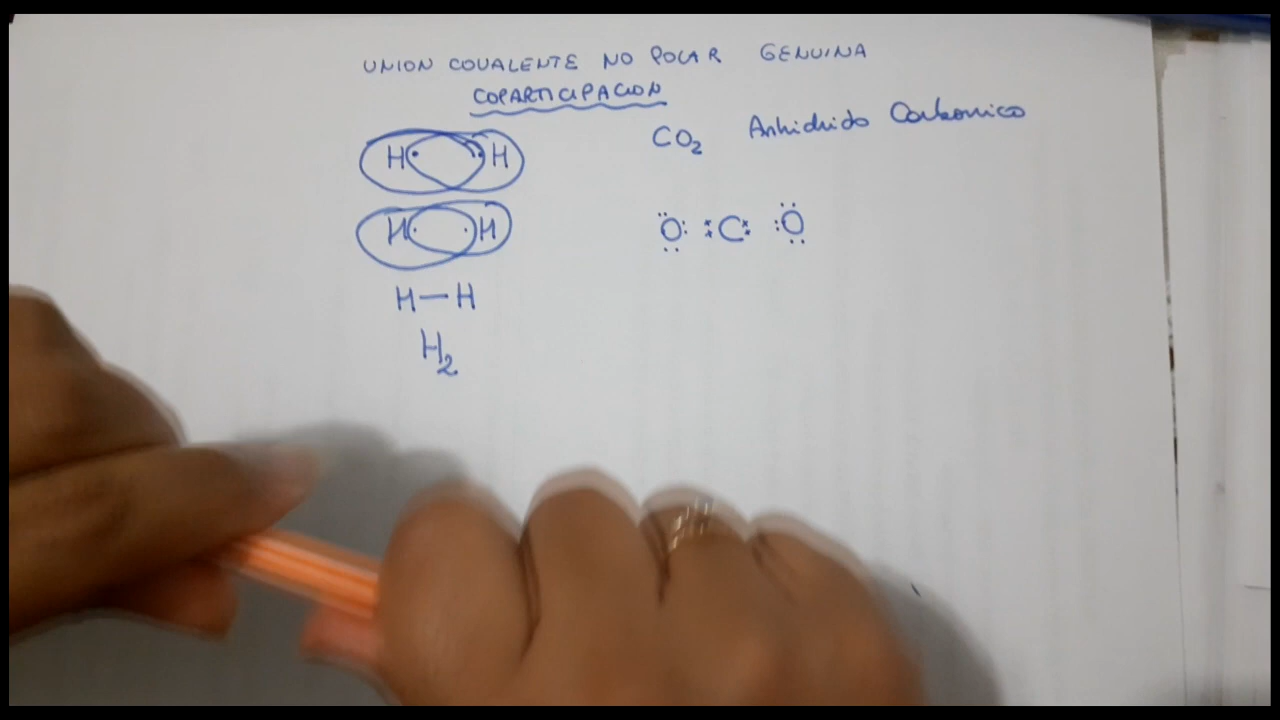 UNION COVALENTE NO POLAR GENUINA
COPARTICIPACION
H· ·H
H· ·H
H—H
H₂
CO₂ Anhidrido Carbonico
O C O